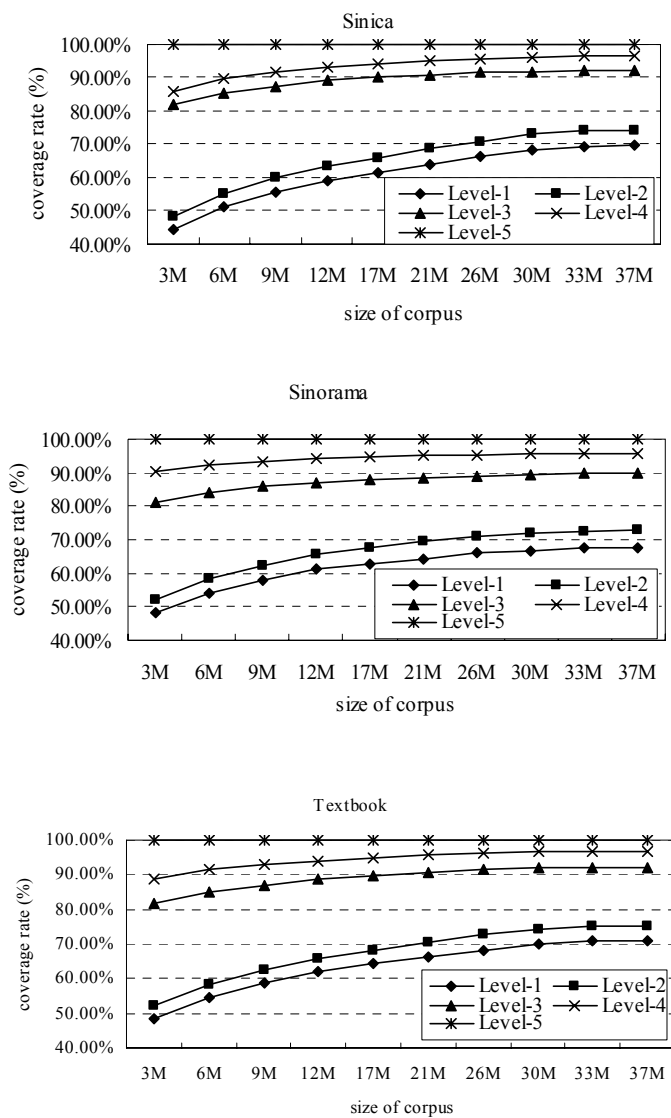 Sinica
100.00%
90.00%
80.00%
70.00%
60.00%
50.00%
40.00%
coverage rate (%)
Level-1 Level-2
Level-3 Level-4
Level-5
3M 6M 9M 12M 17M 21M 26M 30M 33M 37M
size of corpus
Sinorama
100.00%
90.00%
80.00%
70.00%
60.00%
50.00%
40.00%
coverage rate (%)
Level-1 Level-2
Level-3 Level-4
Level-5
3M 6M 9M 12M 17M 21M 26M 30M 33M 37M
size of corpus
Textbook
100.00%
90.00%
80.00%
70.00%
60.00%
50.00%
40.00%
coverage rate (%)
Level-1 Level-2
Level-3 Level-4
Level-5
3M 6M 9M 12M 17M 21M 26M 30M 33M 37M
size of corpus